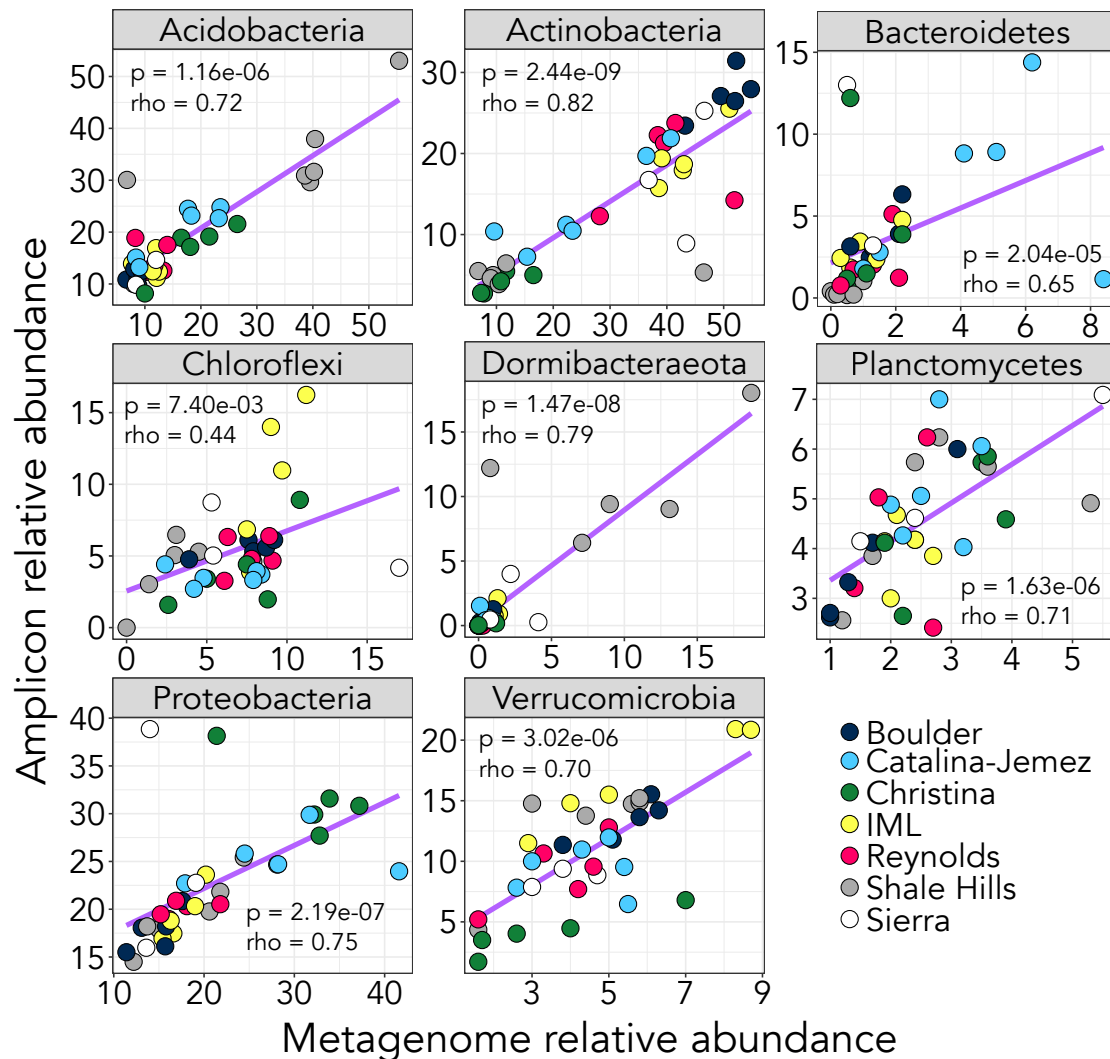 Acidobacteria
Actinobacteria
Bacteroidetes
p = 1.16e-06
rho = 0.72
p = 2.44e-09
rho = 0.82
p = 2.04e-05
rho = 0.65
50
40
30
20
10
30
20
10
15
10
5
0
10 20 30 40 50
10 20 30 40 50
0 2 4 6 8
Chloroflexi
Dormibacteraeota
Planctomycetes
p = 7.40e-03
rho = 0.44
p = 1.47e-08
rho = 0.79
p = 1.63e-06
rho = 0.71
15
10
5
0
15
10
5
0
7
6
5
4
3
0 5 10 15
0 5 10 15
1 2 3 4 5
Proteobacteria
Verrucomicrobia
p = 2.19e-07
rho = 0.75
p = 3.02e-06
rho = 0.70
40
35
30
25
20
15
20
15
10
5
10 20 30 40
3 5 7 9
Amplicon relative abundance
Metagenome relative abundance
Boulder
Catalina-Jemez
Christina
IML
Reynolds
Shale Hills
Sierra